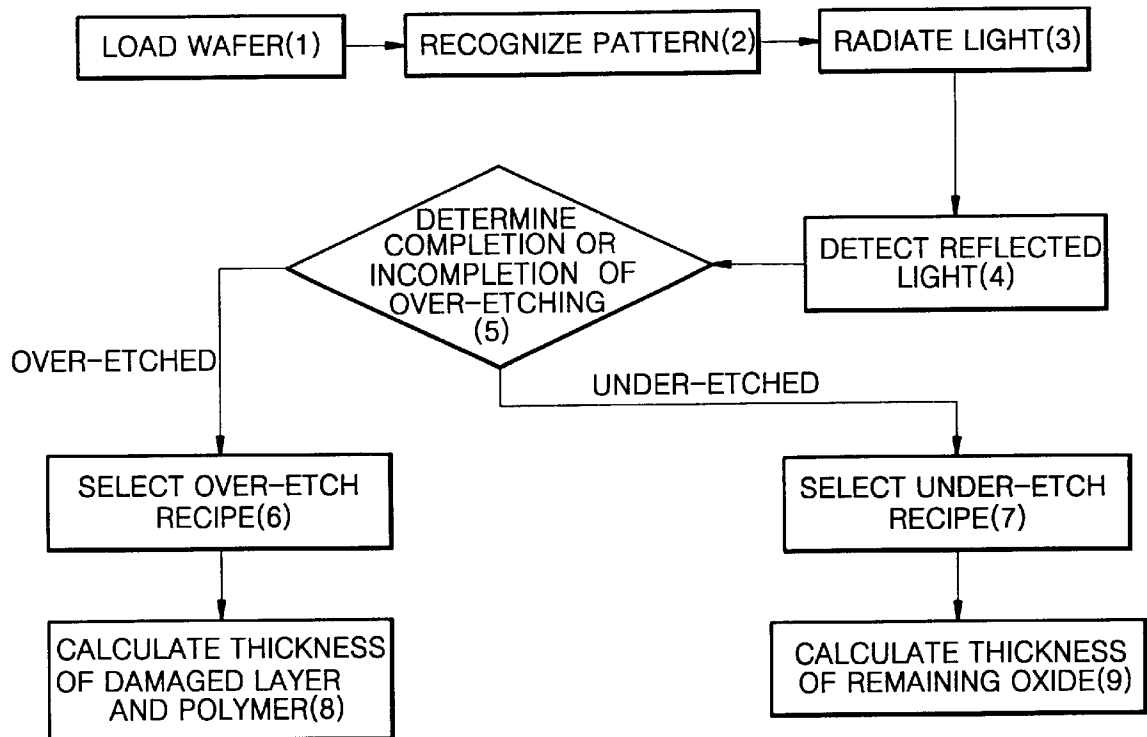 LOAD WAFER(1)
RECOGNIZE PATTERN(2)
RADIATE LIGHT(3)
DETECT REFLECTED
LIGHT(4)
DETERMINE
COMPLETION OR
INCOMPLETION OF
OVER-ETCHING
(5)
OVER-ETCHED
UNDER-ETCHED
SELECT OVER-ETCH
RECIPE(6)
SELECT UNDER-ETCH
RECIPE(7)
CALCULATE THICKNESS
OF DAMAGED LAYER
AND POLYMER(8)
CALCULATE THICKNESS
OF REMAINING OXIDE(9)